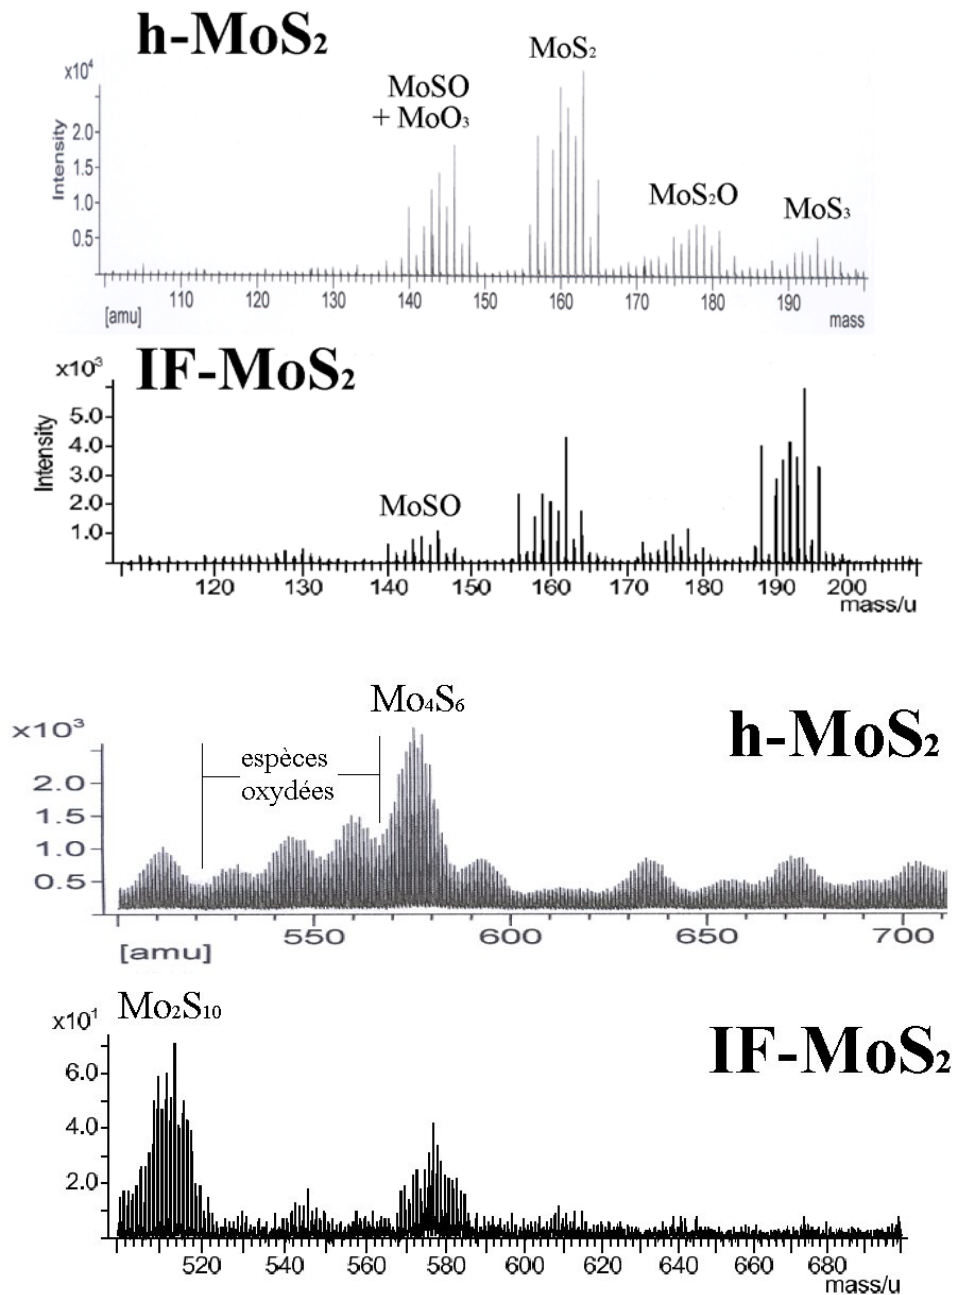 h-MoS₂
x10⁴
MoS₂
MoSO
+ MoO₃
MoS₂O
MoS₃
Intensity
2.0
1.5
1.0
0.5
110 120 130 140 150 160 170 180 190
[amu]
mass
IF-MoS₂
x10³
Intensity
5.0
4.0
3.0
2.0
1.0
MoSO
120 130 140 150 160 170 180 190 200
mass/u
Mo₄S₆
h-MoS₂
x10³
espèces
oxydées
2.0
1.5
1.0
0.5
550 600 650 700
[amu]
Mo₂S₁₀
x10¹
IF-MoS₂
6.0
4.0
2.0
520 540 560 580 600 620 640 660 680
mass/u